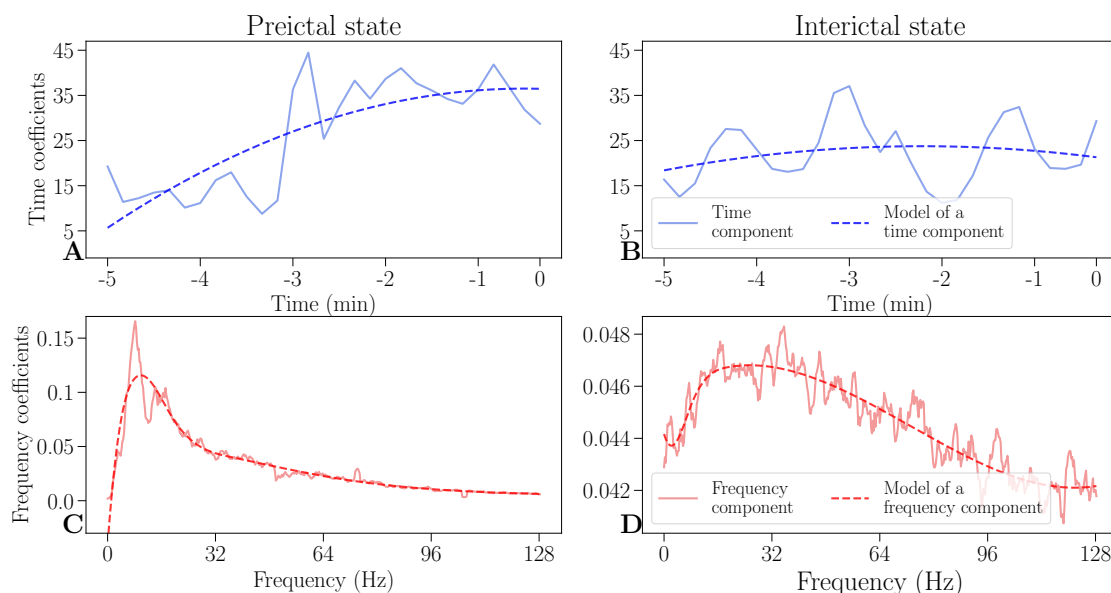 Preictal state
Interictal state
Time coefficients
45
35
25
15
5
A
-5
-4
-3
-2
-1
0
Time (min)
45
35
25
15
5
B
Time
component
Model of a
time component
-5
-4
-3
-2
-1
0
Time (min)
Frequency coefficients
0.15
0.1
0.05
0.0
C
0
32
64
96
128
Frequency (Hz)
0.048
0.046
0.044
0.042
D
Frequency
component
Model of a
frequency component
0
32
64
96
128
Frequency (Hz)